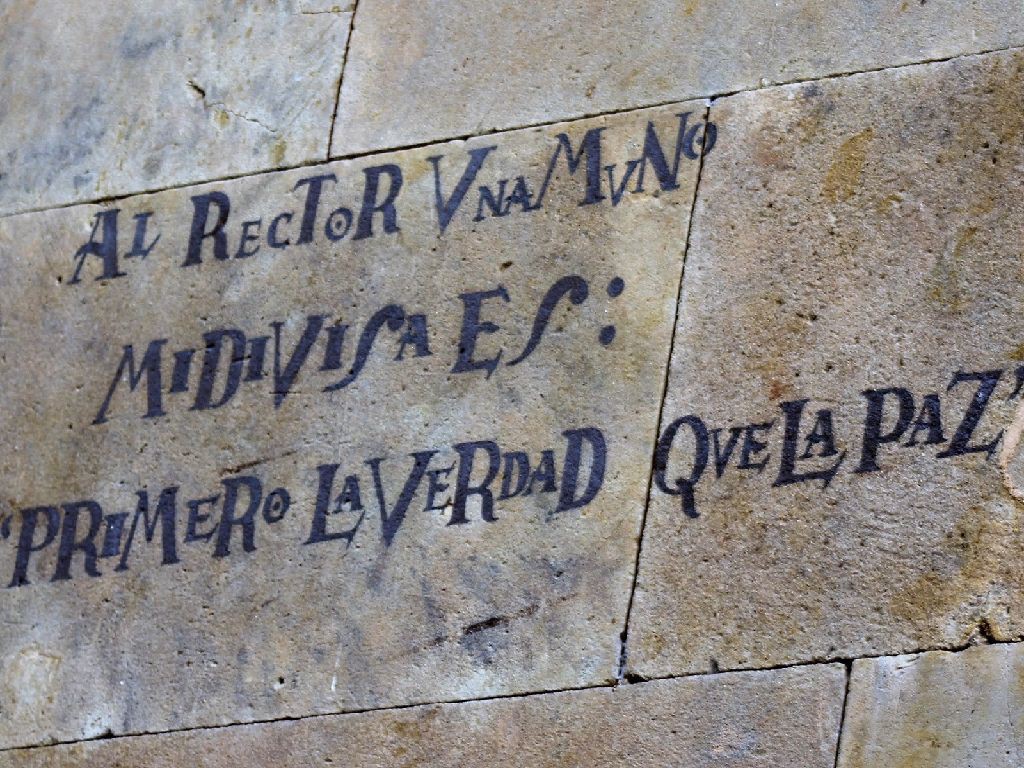 AL RECTOR VNAMVNO
MI DIVISA ES:
“PRIMERO LA VERDAD QVE LA PAZ”